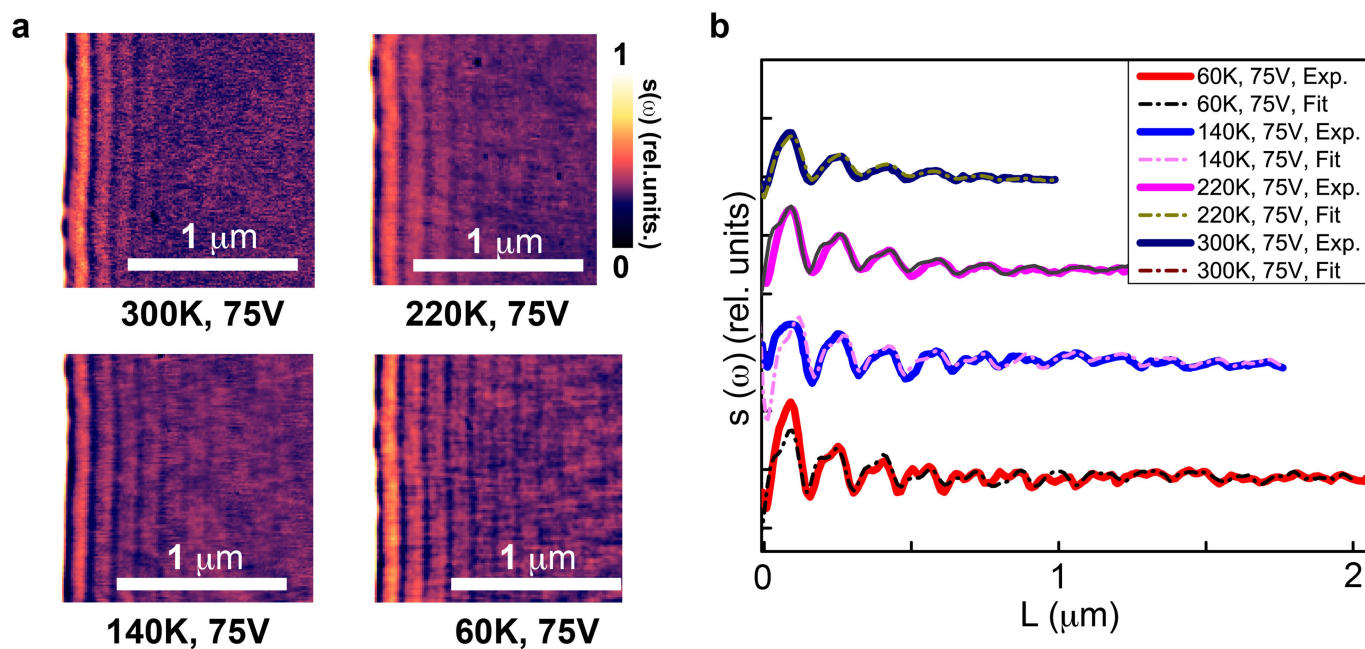 a
1 μm
300K, 75V
1 μm
220K, 75V
1
s(ω) (rel.units.)
0
1 μm
140K, 75V
1 μm
60K, 75V
b
60K, 75V, Exp.
60K, 75V, Fit
140K, 75V, Exp.
140K, 75V, Fit
220K, 75V, Exp.
220K, 75V, Fit
300K, 75V, Exp.
300K, 75V, Fit
s (ω) (rel. units)
0
1
2
L (μm)